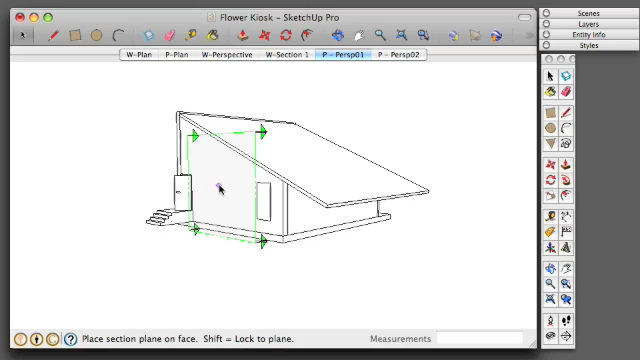 Flower Kiosk – SketchUp Pro
W-Plan P-Plan W-Perspective W-Section 1 P - Persp01 P - Persp02
Scenes
Layers
Entity Info
Styles
Place section plane on face. Shift = Lock to plane. Measurements